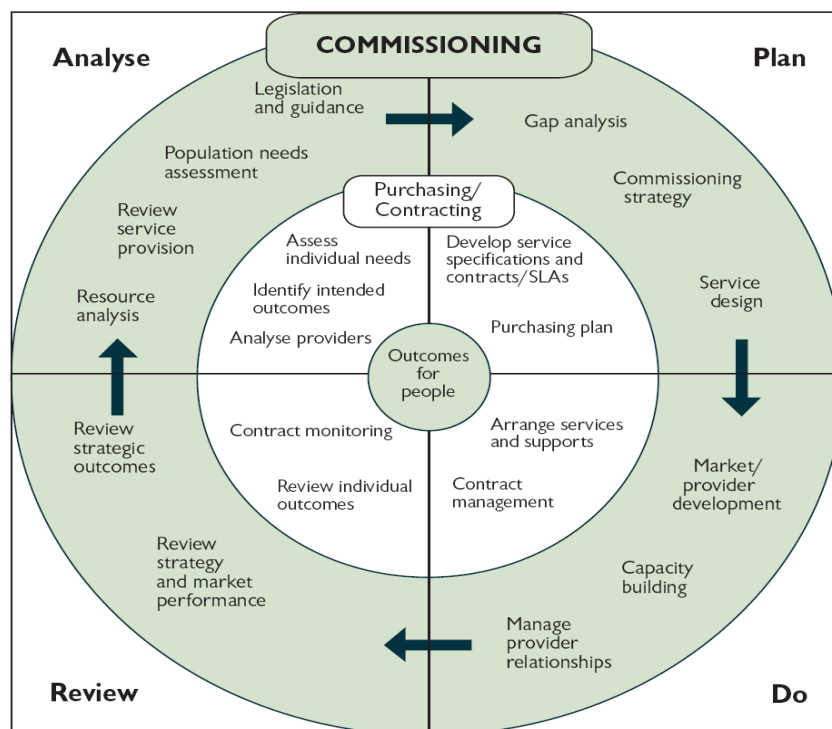 COMMISSIONING
Analyse
Plan
Legislation
and guidance
Population needs
assessment
Review
service
provision
Resource
analysis
Gap analysis
Commissioning
strategy
Service
design
Purchasing/
Contracting
Assess
individual needs
Identify intended
outcomes
Analyse providers
Develop service
specifications and
contracts/SLAs
Purchasing plan
Outcomes
for
people
Contract monitoring
Review individual
outcomes
Arrange services
and supports
Contract
management
Review
strategic
outcomes
Review
strategy
and market
performance
Market/
provider
development
Capacity
building
Manage
provider
relationships
Review
Do